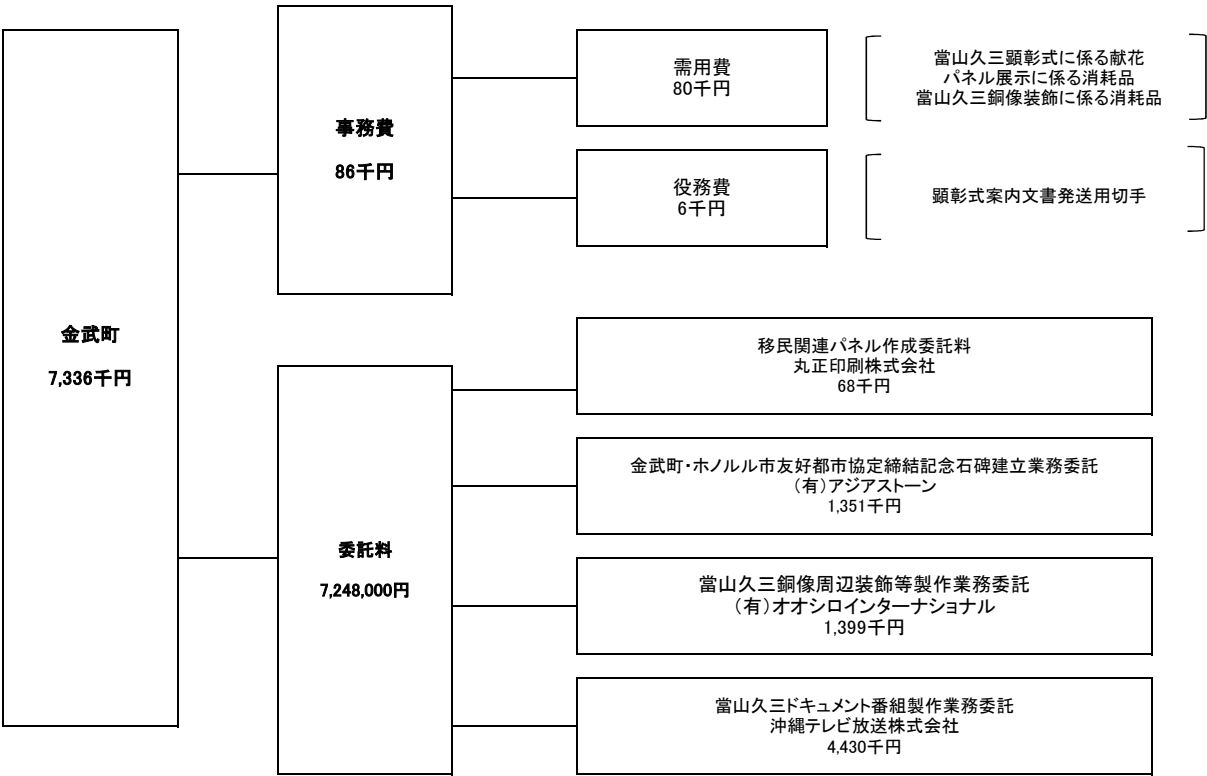 金武町
7,336千円
事務費
86千円
需用費
80千円
當山久三顕彰式に係る献花
パネル展示に係る消耗品
當山久三銅像装飾に係る消耗品
役務費
6千円
顕彰式案内文書発送用切手
委託料
7,248,000円
移民関連パネル作成委託料
丸正印刷株式会社
68千円
金武町・ホノルル市友好都市協定締結記念石碑建立業務委託
（有）アジアストーン
1,351千円
當山久三銅像周辺装飾等製作業務委託
（有）オオシロインターナショナル
1,399千円
當山久三ドキュメント番組製作業務委託
沖縄テレビ放送株式会社
4,430千円